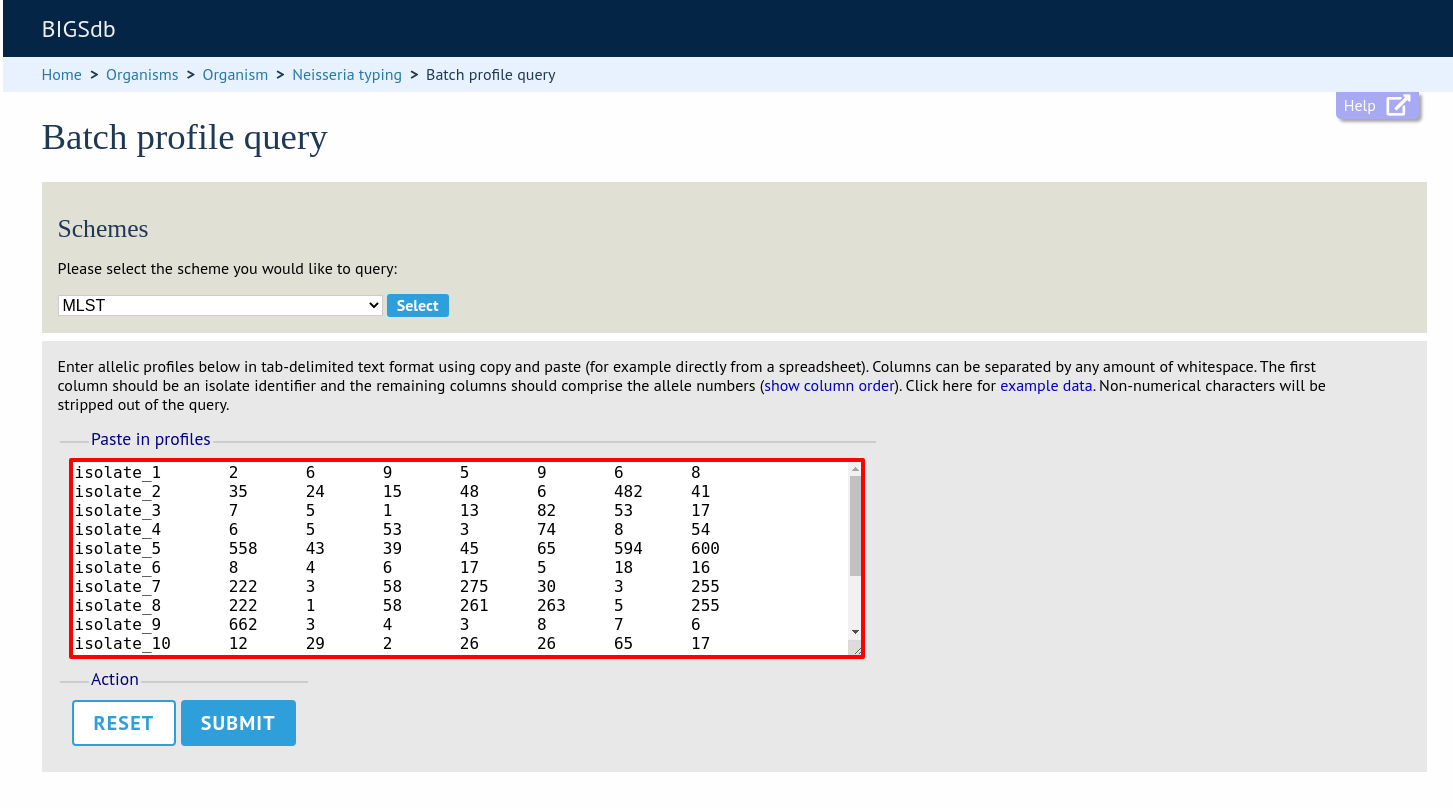 BIGSdb
Home > Organisms > Organism > Neisseria typing > Batch profile query
Help
Batch profile query
Schemes
Please select the scheme you would like to query:
MLST Select
Enter allelic profiles below in tab-delimited text format using copy and paste (for example directly from a spreadsheet). Columns can be separated by any amount of whitespace. The first
column should be an isolate identifier and the remaining columns should comprise the allele numbers (show column order). Click here for example data. Non-numerical characters will be
stripped out of the query.
Paste in profiles
isolate_1 2 6 9 5 9 6 8
isolate_2 35 24 15 48 6 482 41
isolate_3 7 5 1 13 82 53 17
isolate_4 6 5 53 3 74 8 54
isolate_5 558 43 39 45 65 594 600
isolate_6 8 4 6 17 5 18 16
isolate_7 222 3 58 275 30 3 255
isolate_8 222 1 58 261 263 5 255
isolate_9 662 3 4 3 8 7 6
isolate_10 12 29 2 26 26 65 17
Action
RESET SUBMIT